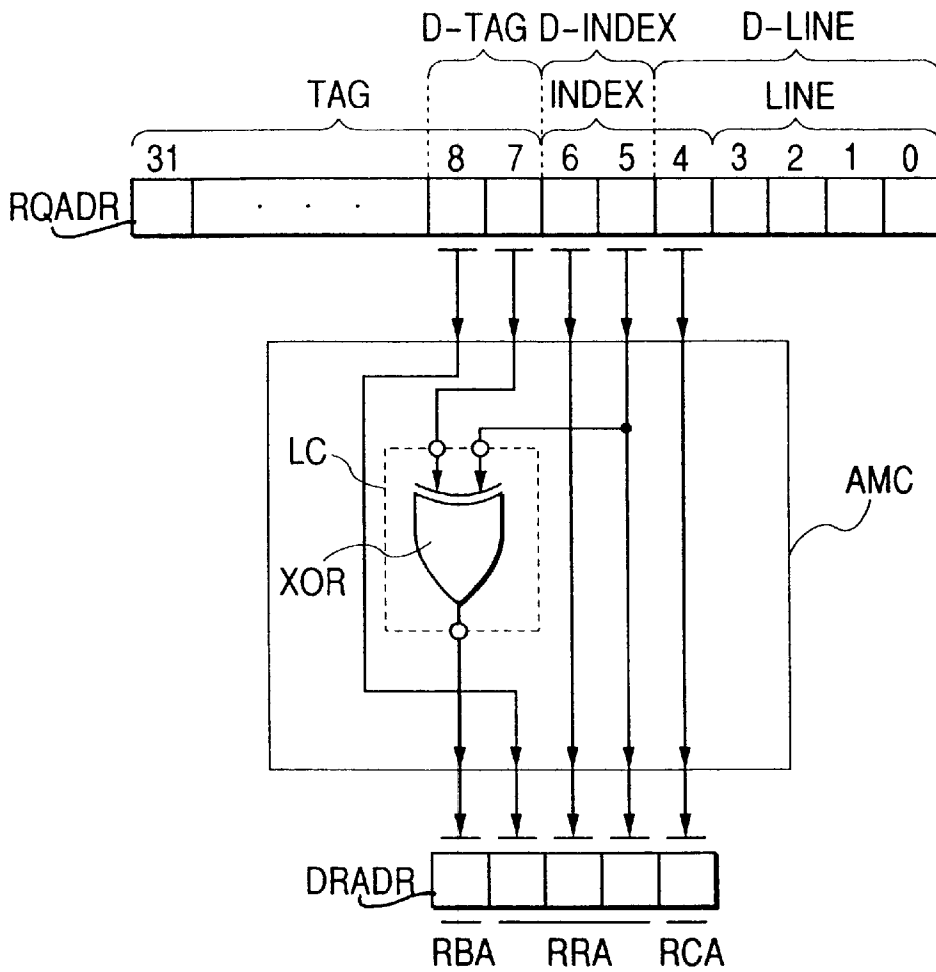 D-TAG D-INDEX D-LINE
TAG INDEX LINE
31 8 7 6 5 4 3 2 1 0
RQADR . . .
LC
AMC
XOR
DRADR
RBA RRA RCA